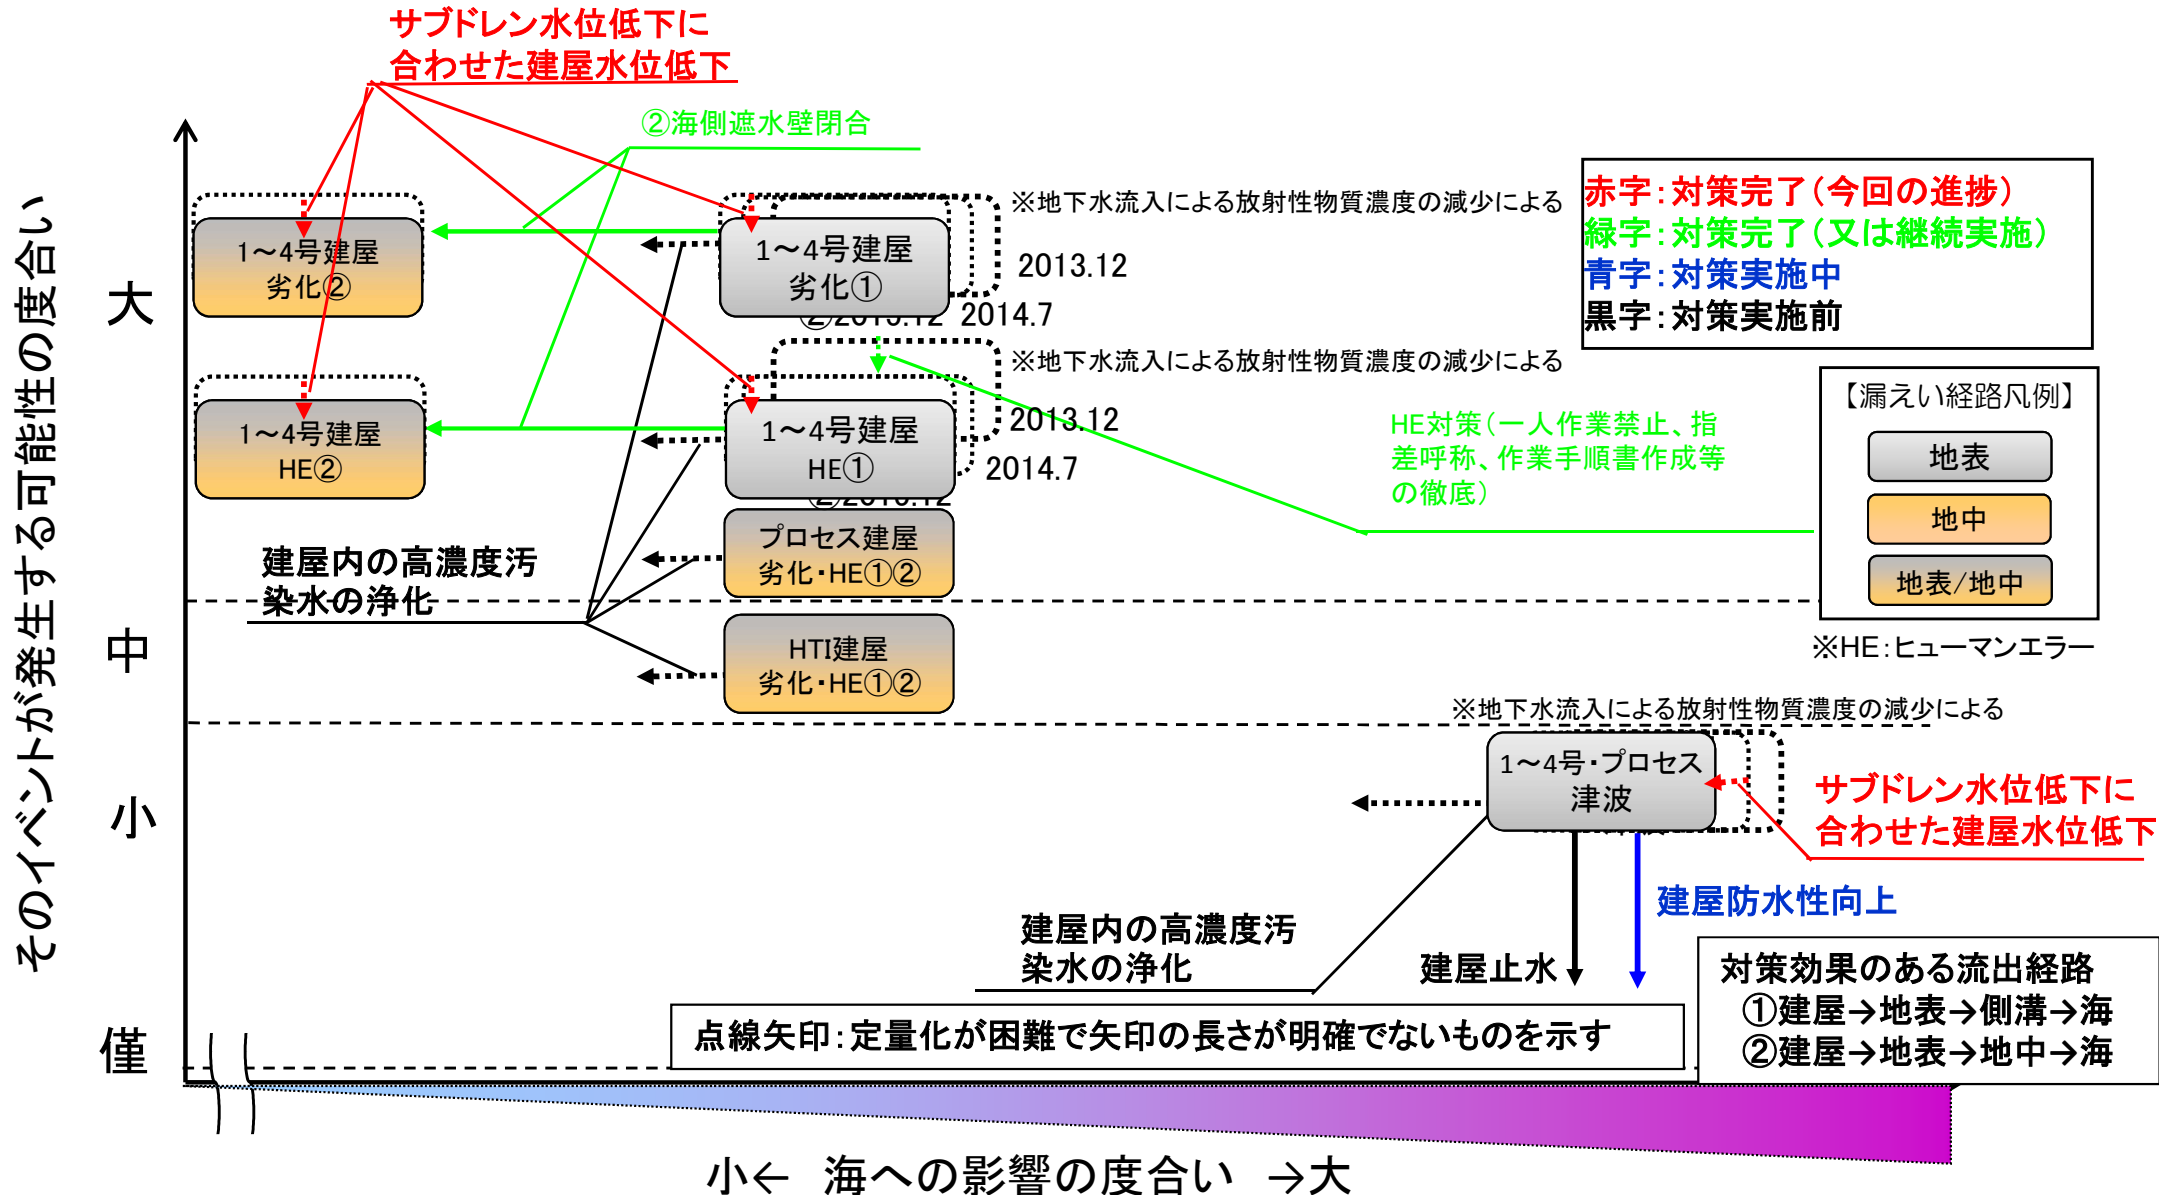 サブドレン水位低下に
合わせた建屋水位低下
②海側遮水壁閉合
そのイベントが発生する可能性の度合い
大
中
小
僅
1～4号建屋
劣化②
1～4号建屋
劣化①
※地下水流入による放射性物質濃度の減少による
2013.12
2014.7
赤字：対策完了（今回の進捗）
緑字：対策完了（又は継続実施）
青字：対策実施中
黒字：対策実施前
※地下水流入による放射性物質濃度の減少による
1～4号建屋
HE②
1～4号建屋
HE①
2013.12
2014.7
HE対策（一人作業禁止、指
差呼称、作業手順書作成等
の徹底）
【漏えい経路凡例】
地表
地中
地表/地中
※HE：ヒューマンエラー
プロセス建屋
劣化・HE①②
建屋内の高濃度汚
染水の浄化
HTI建屋
劣化・HE①②
※地下水流入による放射性物質濃度の減少による
1～4号・プロセス
津波
サブドレン水位低下に
合わせた建屋水位低下
建屋防水性向上
建屋内の高濃度汚
染水の浄化
建屋止水
対策効果のある流出経路
①建屋→地表→側溝→海
②建屋→地表→地中→海
点線矢印：定量化が困難で矢印の長さが明確でないものを示す
小← 海への影響の度合い →大